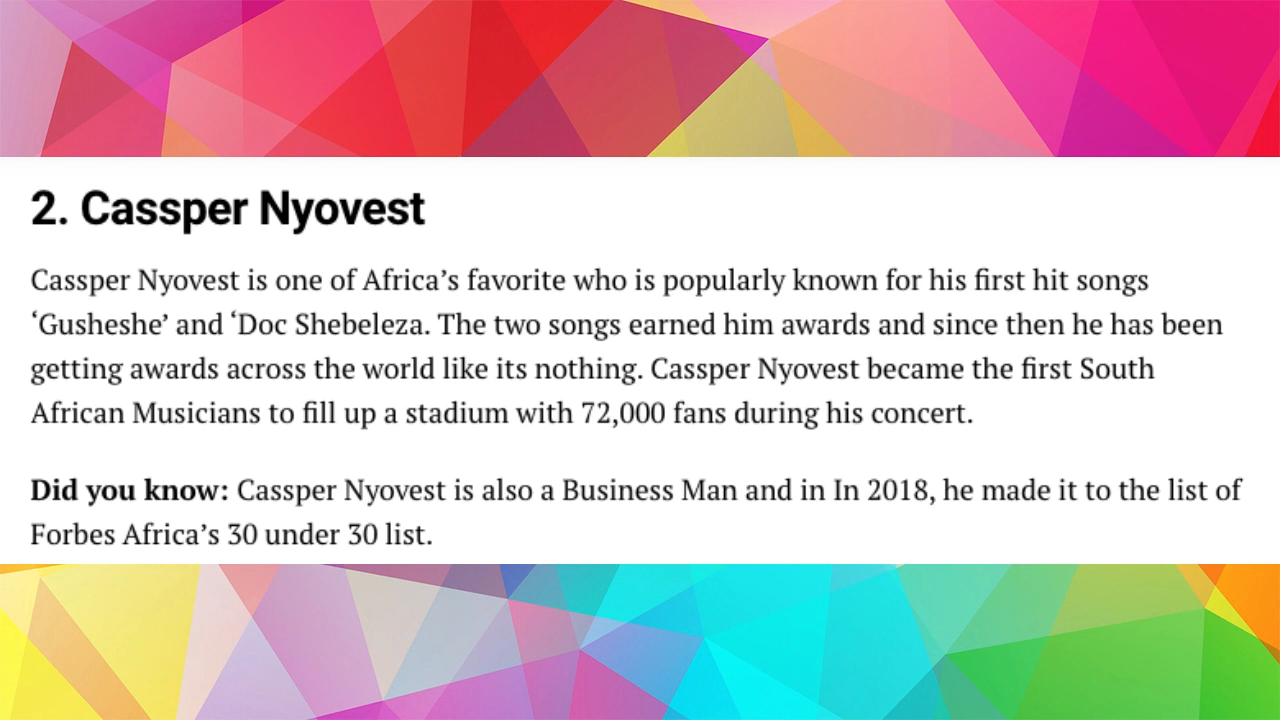 2. Cassper Nyovest
Cassper Nyovest is one of Africa’s favorite who is popularly known for his first hit songs
‘Gusheshe’ and ‘Doc Shebeleza. The two songs earned him awards and since then he has been
getting awards across the world like its nothing. Cassper Nyovest became the first South
African Musicians to fill up a stadium with 72,000 fans during his concert.
Did you know: Cassper Nyovest is also a Business Man and in In 2018, he made it to the list of
Forbes Africa’s 30 under 30 list.